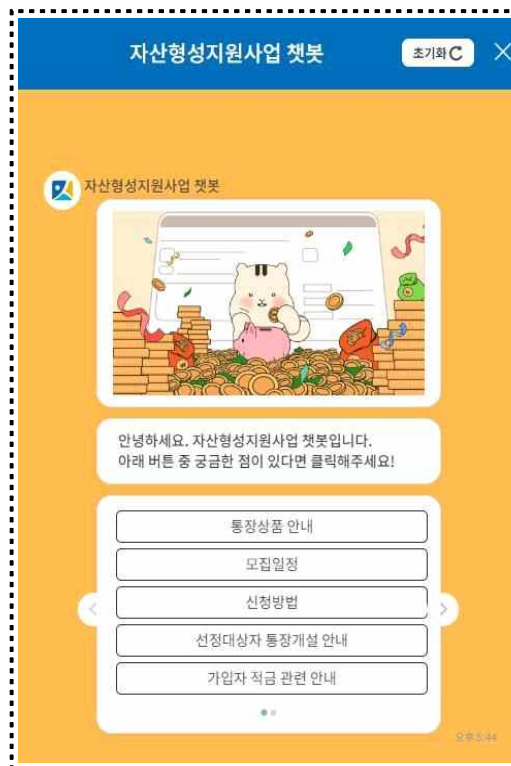 자산형성지원사업 챗봇
초기화
자산형성지원사업 챗봇
안녕하세요. 자산형성지원사업 챗봇입니다.
아래 버튼 중 궁금한 점이 있다면 클릭해주세요!
통장상품 안내
모집일정
신청방법
선정대상자 통장개설 안내
가입자 적금 관련 안내
오후 5:44